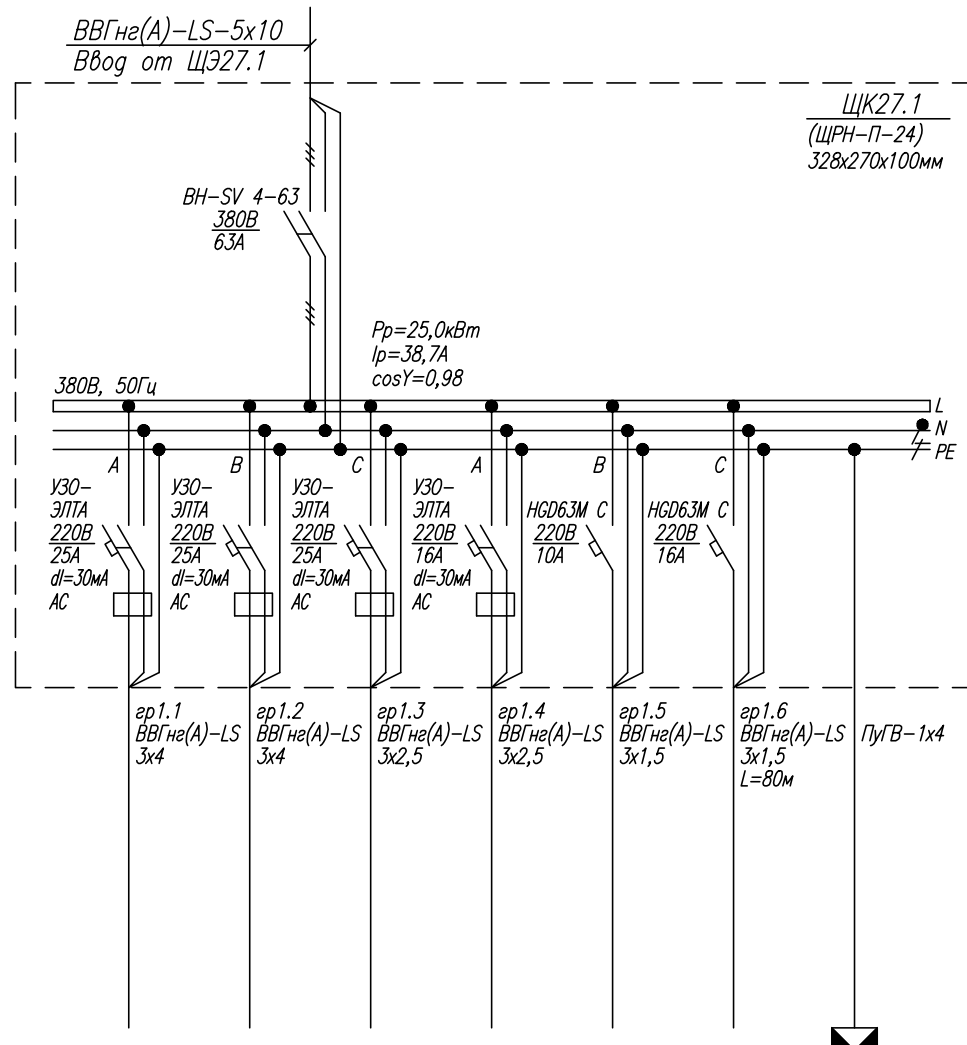 ВВГнг(А)-LS-5х10
Ввод от ЩЭ27.1
ЩК27.1
(ЩРН-П-24)
328х270х100мм
ВН-SV 4-63
380В
63А
Рр=25,0кВт
Iр=38,7А
cosY=0,98
380В, 50Гц
L
N
PE
А
В
С
А
В
С
УЗО-
ЭЛТА
220В
25А
dI=30мА
АС
УЗО-
ЭЛТА
220В
25А
dI=30мА
АС
УЗО-
ЭЛТА
220В
25А
dI=30мА
АС
УЗО-
ЭЛТА
220В
16А
dI=30мА
АС
HGD63M C
220В
10А
HGD63M C
220В
16А
гр1.1
ВВГнг(А)-LS
3х4
гр1.2
ВВГнг(А)-LS
3х4
гр1.3
ВВГнг(А)-LS
3х2,5
гр1.4
ВВГнг(А)-LS
3х2,5
гр1.5
ВВГнг(А)-LS
3х1,5
гр1.6
ВВГнг(А)-LS
3х1,5
L=80м
ПуГВ-1х4